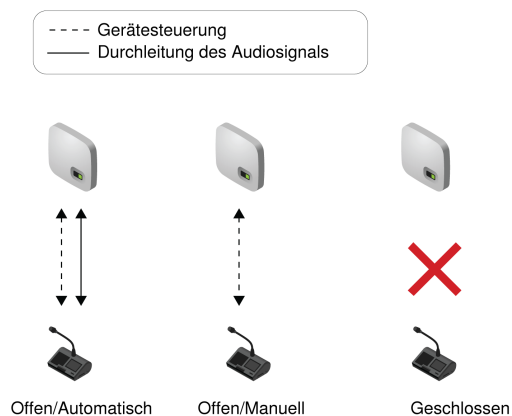 Gerätesteuerung
Durchleitung des Audiosignals
Offen/Automatisch
Offen/Manuell
Geschlossen